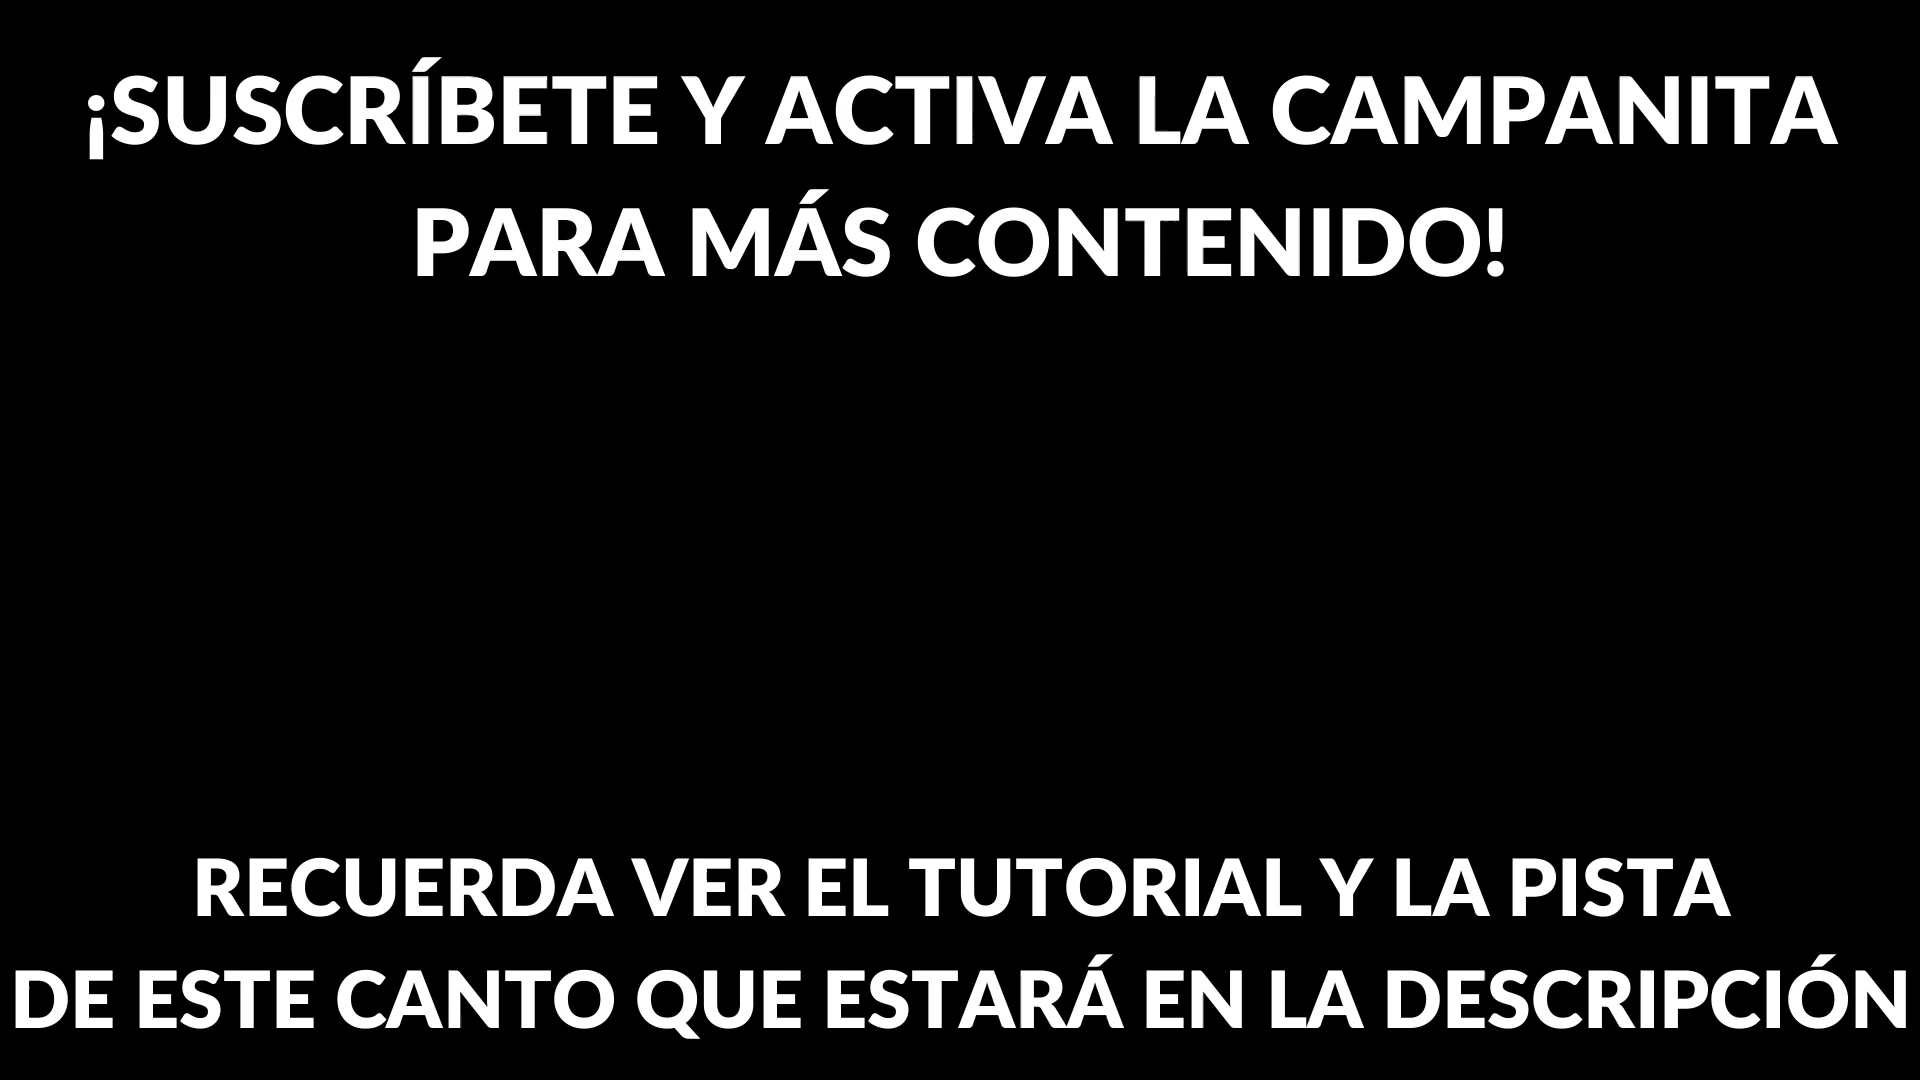 ¡SUSCRÍBETE Y ACTIVA LA CAMPANITA
PARA MÁS CONTENIDO!
RECUERDA VER EL TUTORIAL Y LA PISTA
DE ESTE CANTO QUE ESTARÁ EN LA DESCRIPCIÓN